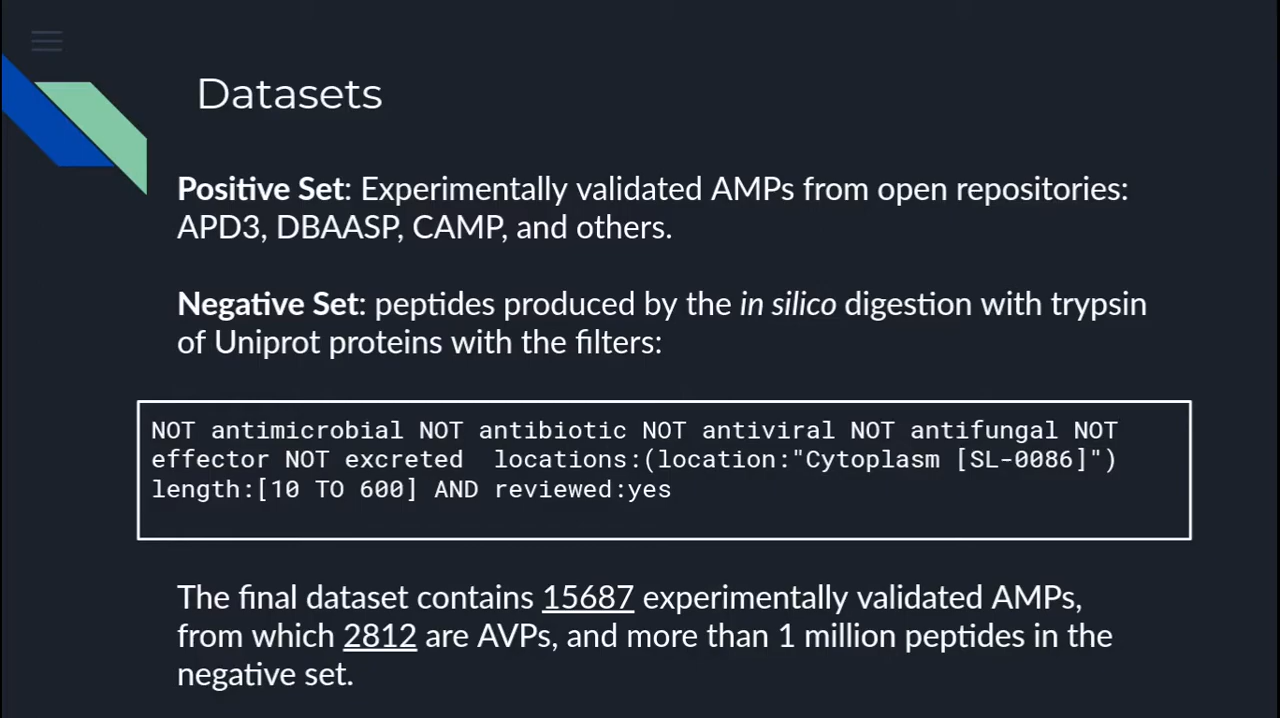 Datasets
Positive Set: Experimentally validated AMPs from open repositories:
APD3, DBAASP, CAMP, and others.
Negative Set: peptides produced by the in silico digestion with trypsin
of Uniprot proteins with the filters:
NOT antimicrobial NOT antibiotic NOT antiviral NOT antifungal NOT
effector NOT excreted  locations:(location:"Cytoplasm [SL-0086]")
length:[10 TO 600] AND reviewed:yes
The final dataset contains 15687 experimentally validated AMPs,
from which 2812 are AVPs, and more than 1 million peptides in the
negative set.